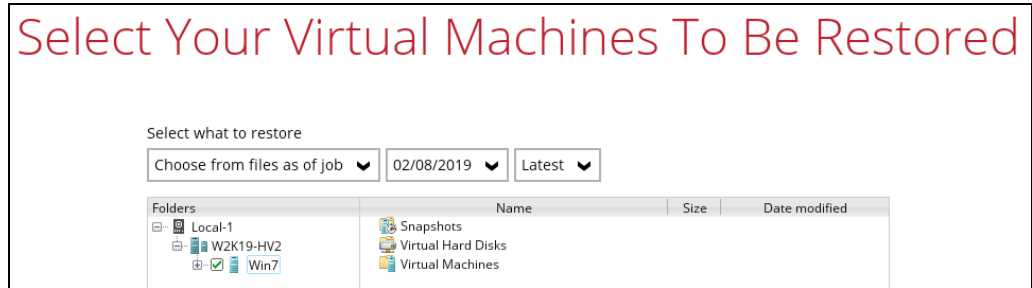 Select Your Virtual Machines To Be Restored
Select what to restore
Choose from files as of job 02/08/2019 Latest
Folders Name Size Date modified
Local-1 Snapshots
W2K19-HV2 Virtual Hard Disks
Win7 Virtual Machines